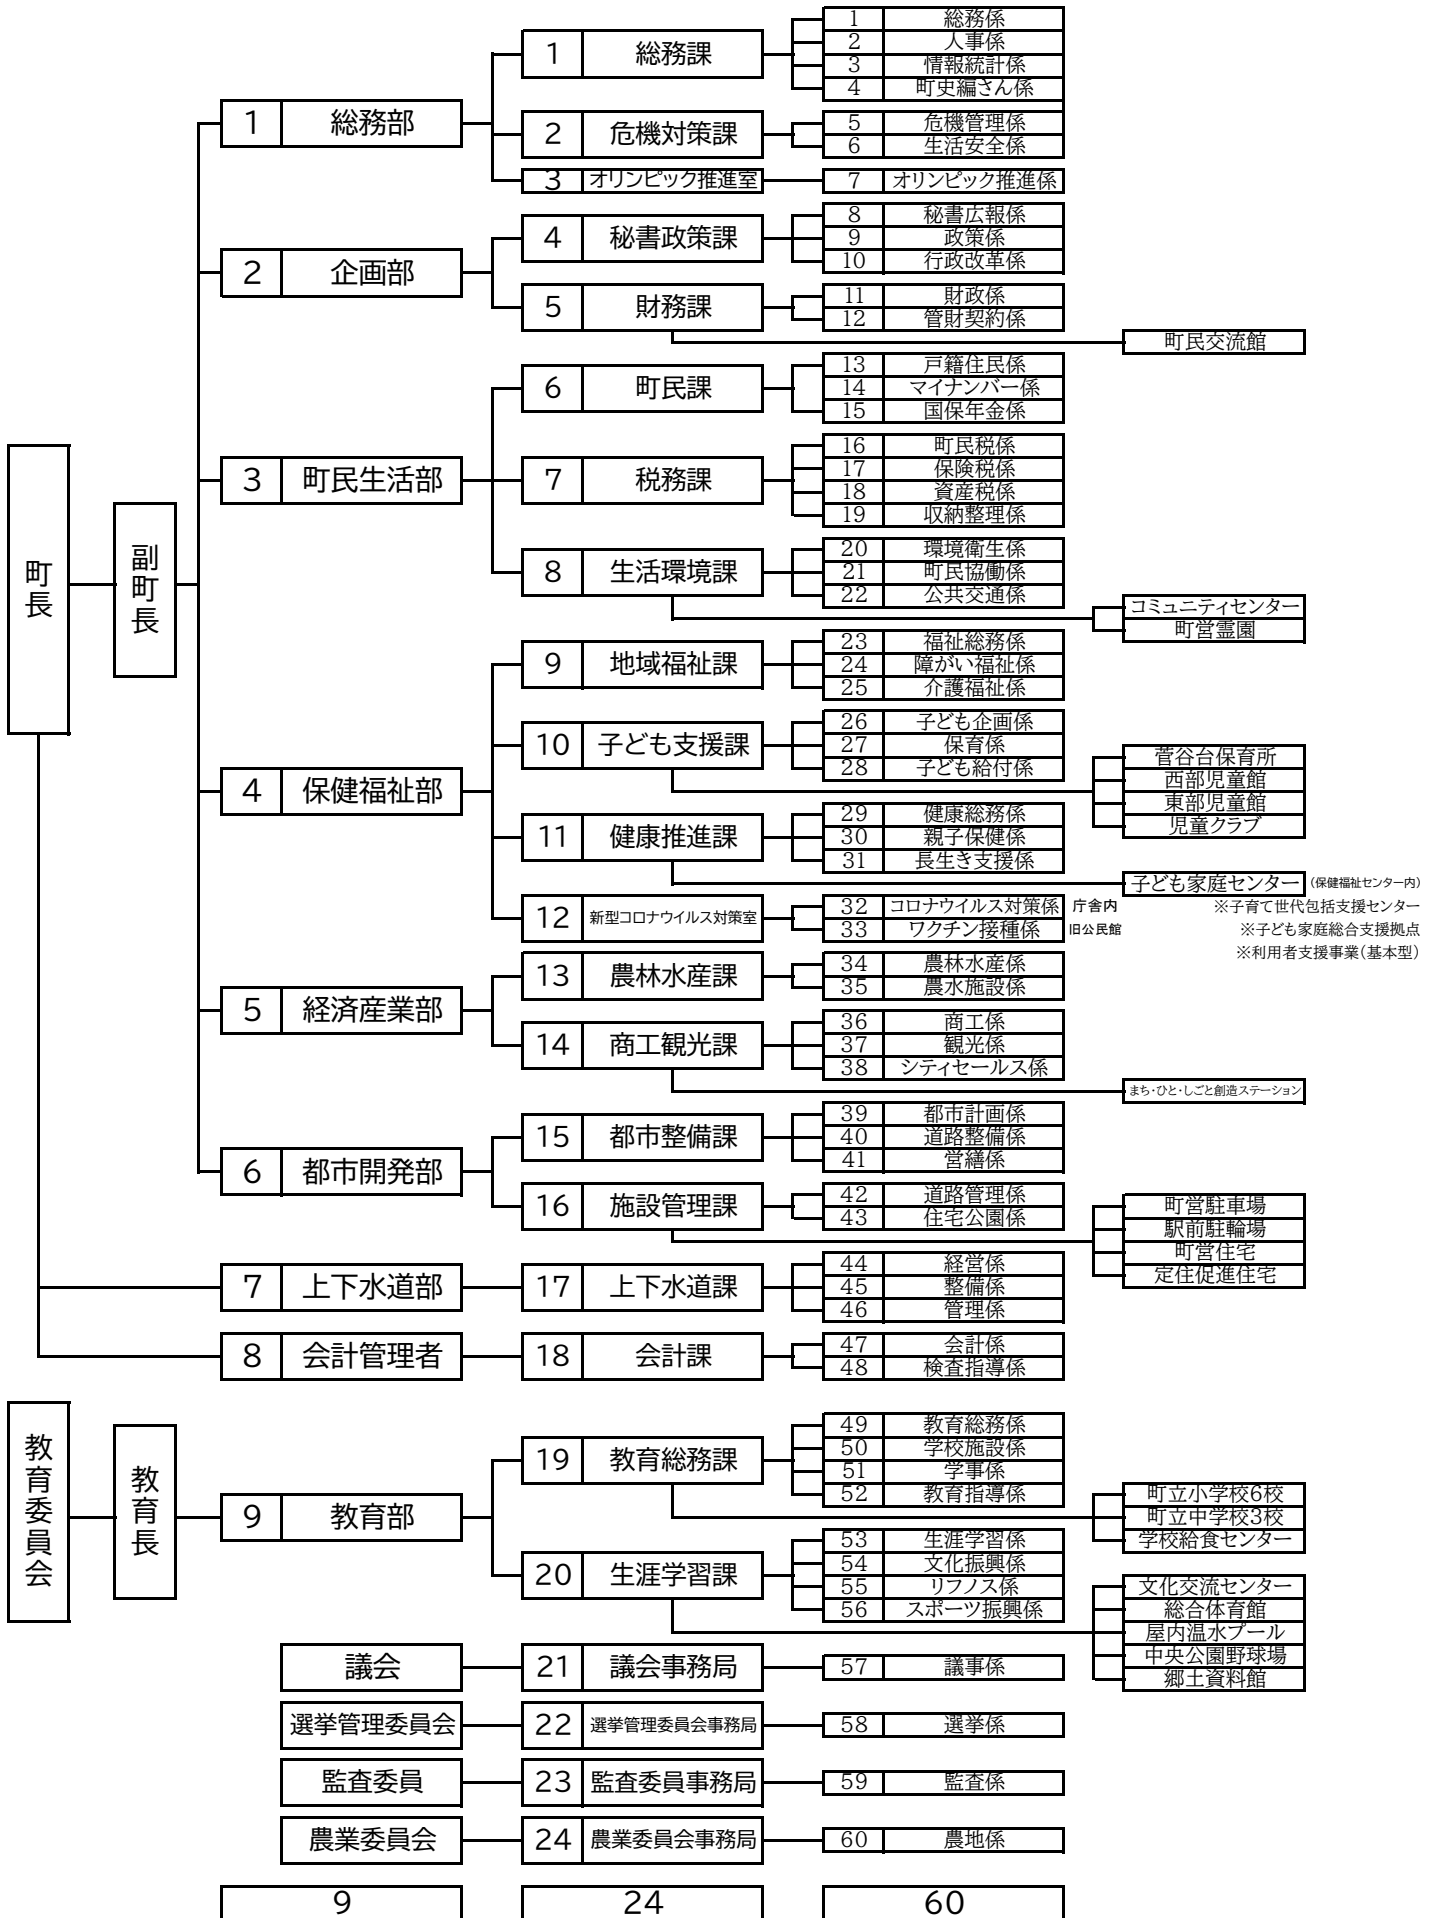 町長
副町長
1 総務部
1 総務課
1 総務係
2 人事係
3 情報統計係
4 町史編さん係
2 危機対策課
5 危機管理係
6 生活安全係
3 オリンピック推進室
7 オリンピック推進係
2 企画部
4 秘書政策課
8 秘書広報係
9 政策係
10 行政改革係
5 財務課
11 財政係
12 管財契約係
町民交流館
3 町民生活部
6 町民課
13 戸籍住民係
14 マイナンバー係
15 国保年金係
7 税務課
16 町民税係
17 保険税係
18 資産税係
19 収納整理係
8 生活環境課
20 環境衛生係
21 町民協働係
22 公共交通係
コミュニティセンター
町営霊園
4 保健福祉部
9 地域福祉課
23 福祉総務係
24 障がい福祉係
25 介護福祉係
10 子ども支援課
26 子ども企画係
27 保育係
28 子ども給付係
菅谷台保育所
西部児童館
東部児童館
児童クラブ
11 健康推進課
29 健康総務係
30 親子保健係
31 長生き支援係
子ども家庭センター (保健福祉センター内)
※子育て世代包括支援センター
※子ども家庭総合支援拠点
※利用者支援事業(基本型)
12 新型コロナウイルス対策室
32 コロナウイルス対策係 庁舎内
33 ワクチン接種係 旧公民館
5 経済産業部
13 農林水産課
34 農林水産係
35 農水施設係
14 商工観光課
36 商工係
37 観光係
38 シティセールス係
まち・ひと・しごと創造ステーション
6 都市開発部
15 都市整備課
39 都市計画係
40 道路整備係
41 営繕係
16 施設管理課
42 道路管理係
43 住宅公園係
町営駐車場
駅前駐輪場
町営住宅
定住促進住宅
7 上下水道部
17 上下水道課
44 経営係
45 整備係
46 管理係
8 会計管理者
18 会計課
47 会計係
48 検査指導係
教育委員会
教育長
9 教育部
19 教育総務課
49 教育総務係
50 学校施設係
51 学事係
52 教育指導係
町立小学校6校
町立中学校3校
学校給食センター
20 生涯学習課
53 生涯学習係
54 文化振興係
55 リフノス係
56 スポーツ振興係
文化交流センター
総合体育館
屋内温水プール
中央公園野球場
郷土資料館
議会
21 議会事務局
57 議事係
選挙管理委員会
22 選挙管理委員会事務局
58 選挙係
監査委員
23 監査委員事務局
59 監査係
農業委員会
24 農業委員会事務局
60 農地係
9
24
60